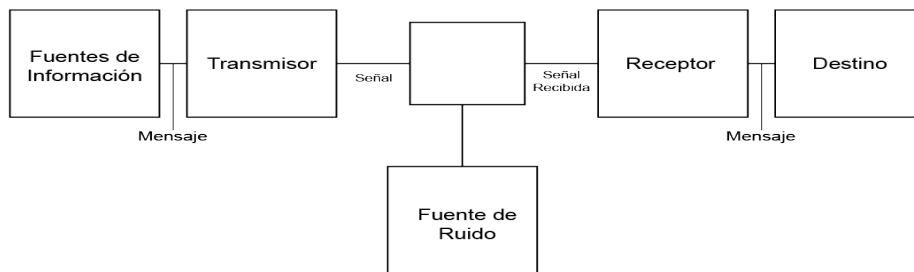 Fuentes de
Información
Transmisor
Receptor
Destino
Señal
Señal
Recibida
Mensaje
Mensaje
Fuente de
Ruido